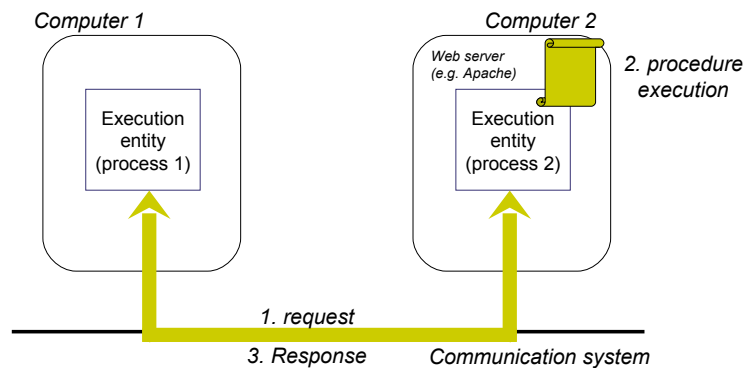 Computer 1
Computer 2
Web server
(e.g. Apache)
2. procedure
execution
Execution
entity
(process 1)
Execution
entity
(process 2)
1. request
3. Response
Communication system